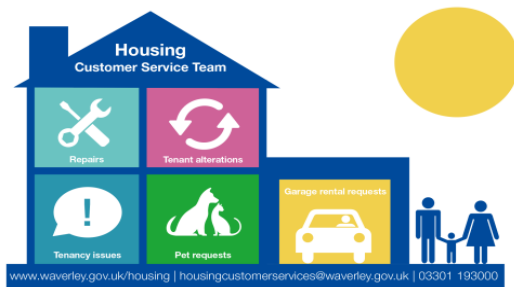 Housing
Customer Service Team
Repairs
Tenant alterations
Garage rental requests
!
Tenancy issues
Pet requests
www.waverley.gov.uk/housing | housingcustomerservices@waverley.gov.uk | 03301 193000